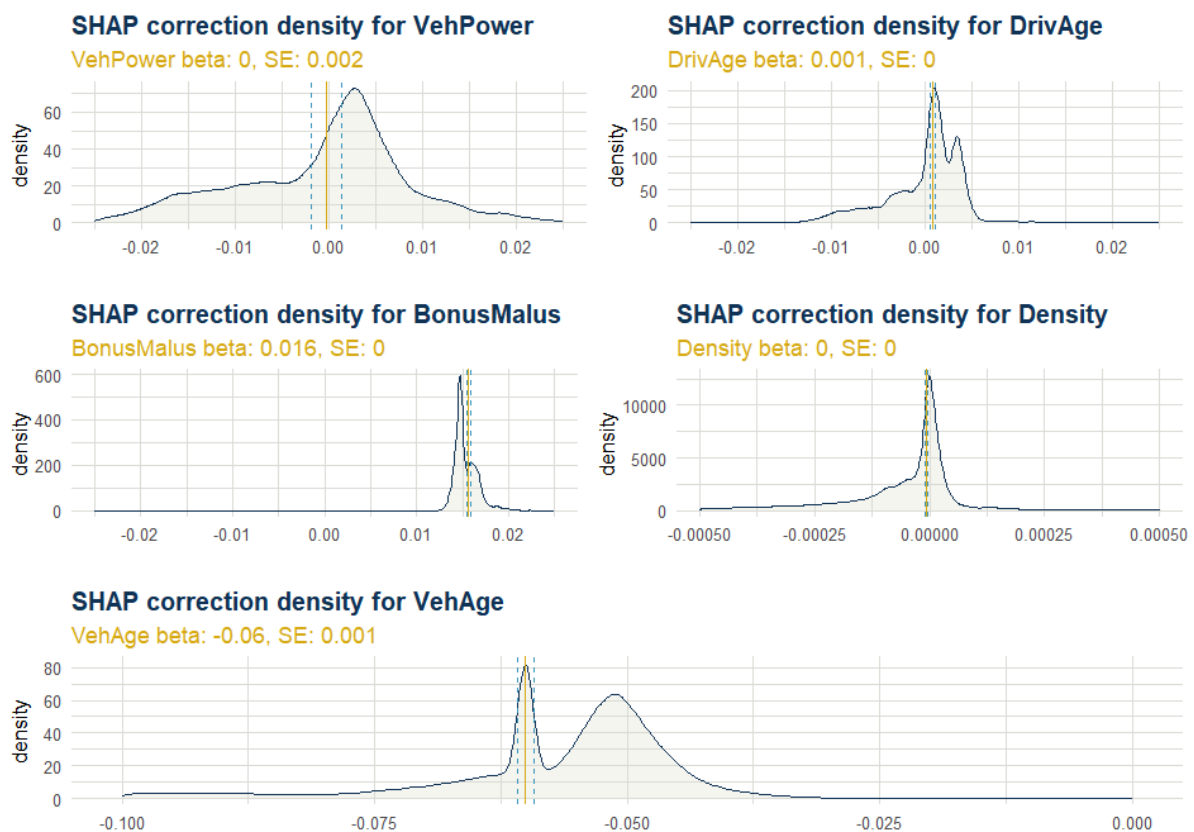 SHAP correction density for VehPower
VehPower beta: 0, SE: 0.002
density
60
40
20
0
-0.02 -0.01 0.00 0.01 0.02
SHAP correction density for DrivAge
DrivAge beta: 0.001, SE: 0
density
200
150
100
50
0
-0.02 -0.01 0.00 0.01 0.02
SHAP correction density for BonusMalus
BonusMalus beta: 0.016, SE: 0
density
600
400
200
0
-0.02 -0.01 0.00 0.01 0.02
SHAP correction density for Density
Density beta: 0, SE: 0
density
10000
5000
0
-0.00050 -0.00025 0.00000 0.00025 0.00050
SHAP correction density for VehAge
VehAge beta: -0.06, SE: 0.001
density
80
60
40
20
0
-0.100 -0.075 -0.050 -0.025 0.000